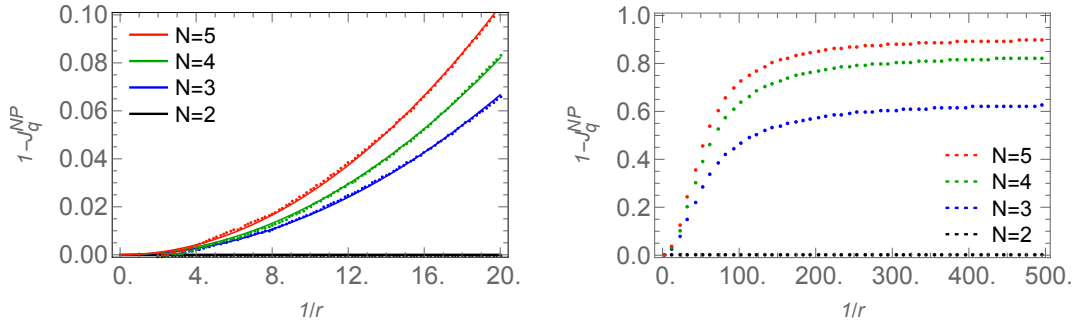 1-J_q^NP
0.10
0.08
0.06
0.04
0.02
0.00
N=5
N=4
N=3
N=2
0. 4. 8. 12. 16. 20.
1/r
1-J_q^NP
1.0
0.8
0.6
0.4
0.2
0.0
N=5
N=4
N=3
N=2
0. 100. 200. 300. 400. 500.
1/r